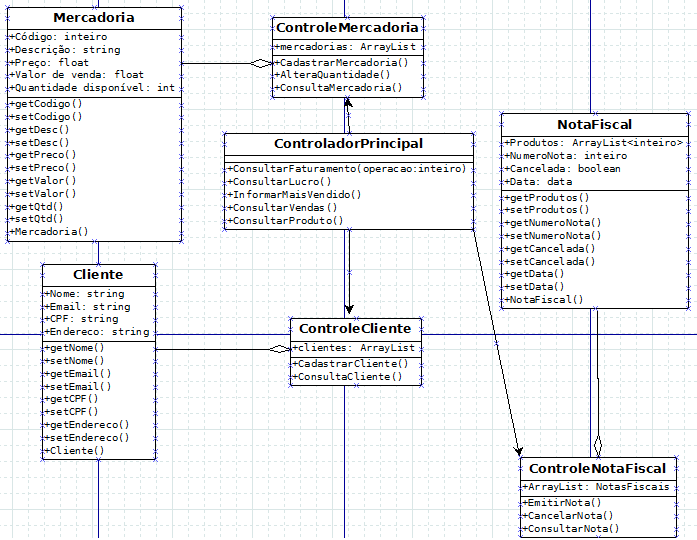 Mercadoria
+Código: inteiro
+Descrição: string
+Preço: float
+Valor de venda: float
+Quantidade disponível: int
+getCodigo()
+setCodigo()
+getDesc()
+setDesc()
+getPreco()
+setPreco()
+getValor()
+setValor()
+getQtd()
+setQtd()
+Mercadoria()
ControleMercadoria
+mercadorias: ArrayList
+CadastrarMercadoria()
+AlteraQuantidade()
+ConsultaMercadoria()
ControladorPrincipal
+ConsultarFaturamento(operacao:inteiro)
+ConsultarLucro()
+InformarMaisVendido()
+ConsultarVendas()
+ConsultarProduto()
NotaFiscal
+Produtos: ArrayList<inteiro>
+NumeroNota: inteiro
+Cancelada: boolean
+Data: data
+getProdutos()
+setProdutos()
+getNumeroNota()
+setNumeroNota()
+getCancelada()
+setCancelada()
+getData()
+setData()
+NotaFiscal()
Cliente
+Nome: string
+Email: string
+CPF: string
+Endereco: string
+getNome()
+setNome()
+getEmail()
+setEmail()
+getCPF()
+setCPF()
+getEndereco()
+setEndereco()
+Cliente()
ControleCliente
+clientes: ArrayList
+CadastrarCliente()
+ConsultaCliente()
ControleNotaFiscal
+ArrayList: NotasFiscais
+EmitirNota()
+CancelarNota()
+ConsultarNota()